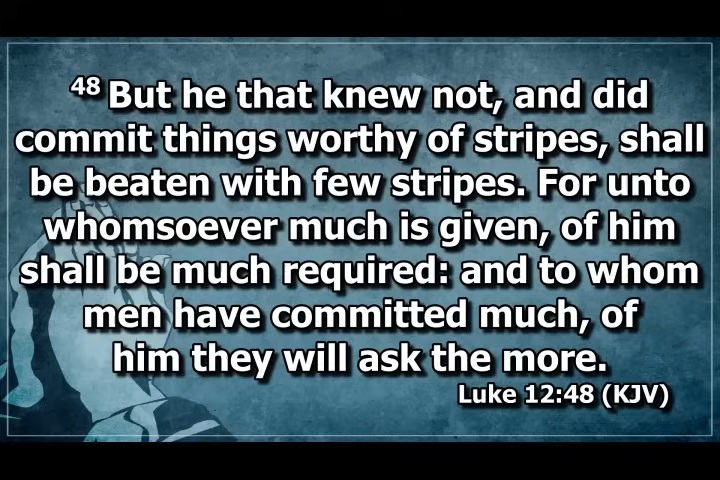 48 But he that knew not, and did
commit things worthy of stripes, shall
be beaten with few stripes. For unto
whomsoever much is given, of him
shall be much required: and to whom
men have committed much, of
him they will ask the more.
Luke 12:48 (KJV)